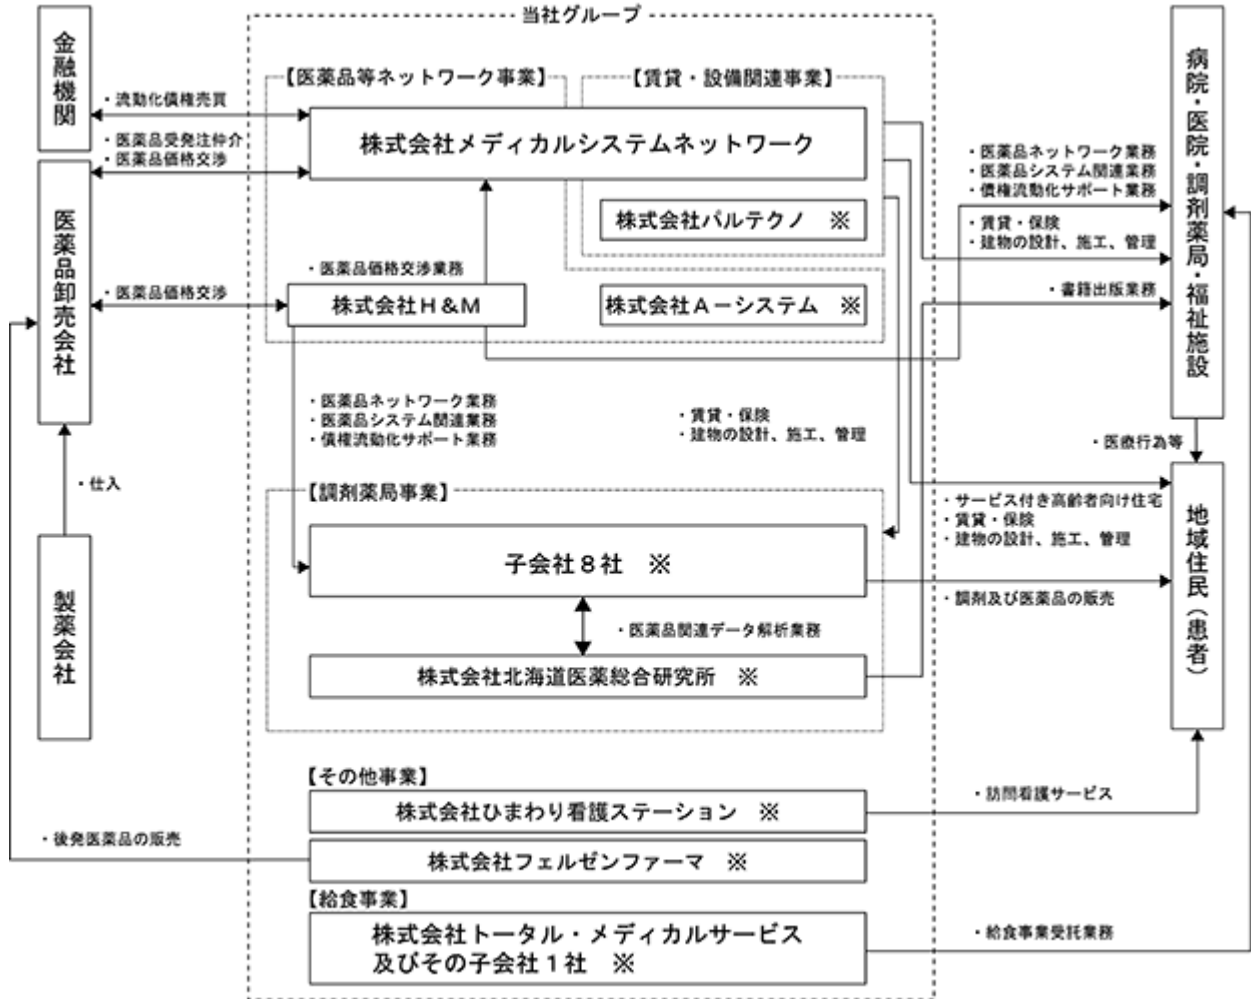 当社グループ
金融機関
・流動化債権売買
・医薬品受発注仲介
・医薬品価格交渉
医薬品卸売会社
・医薬品価格交渉
・仕入
製薬会社
・後発医薬品の販売
【医薬品等ネットワーク事業】
【賃貸・設備関連事業】
株式会社メディカルシステムネットワーク
株式会社パルテクノ　※
・医薬品価格交渉業務
株式会社H&M
株式会社A－システム　※
・医薬品ネットワーク業務
・医薬品システム関連業務
・債権流動化サポート業務
・賃貸・保険
・建物の設計、施工、管理
【調剤薬局事業】
子会社８社　※
・医薬品関連データ解析業務
株式会社北海道医薬総合研究所　※
【その他事業】
株式会社ひまわり看護ステーション　※
株式会社フェルゼンファーマ　※
【給食事業】
株式会社トータル・メディカルサービス
及びその子会社１社　※
・医薬品ネットワーク業務
・医薬品システム関連業務
・債権流動化サポート業務
・賃貸・保険
・建物の設計、施工、管理
・書籍出版業務
病院・医院・調剤薬局・福祉施設
・医療行為等
・サービス付き高齢者向け住宅
・賃貸・保険
・建物の設計、施工、管理
・調剤及び医薬品の販売
地域住民（患者）
・訪問看護サービス
・給食事業受託業務